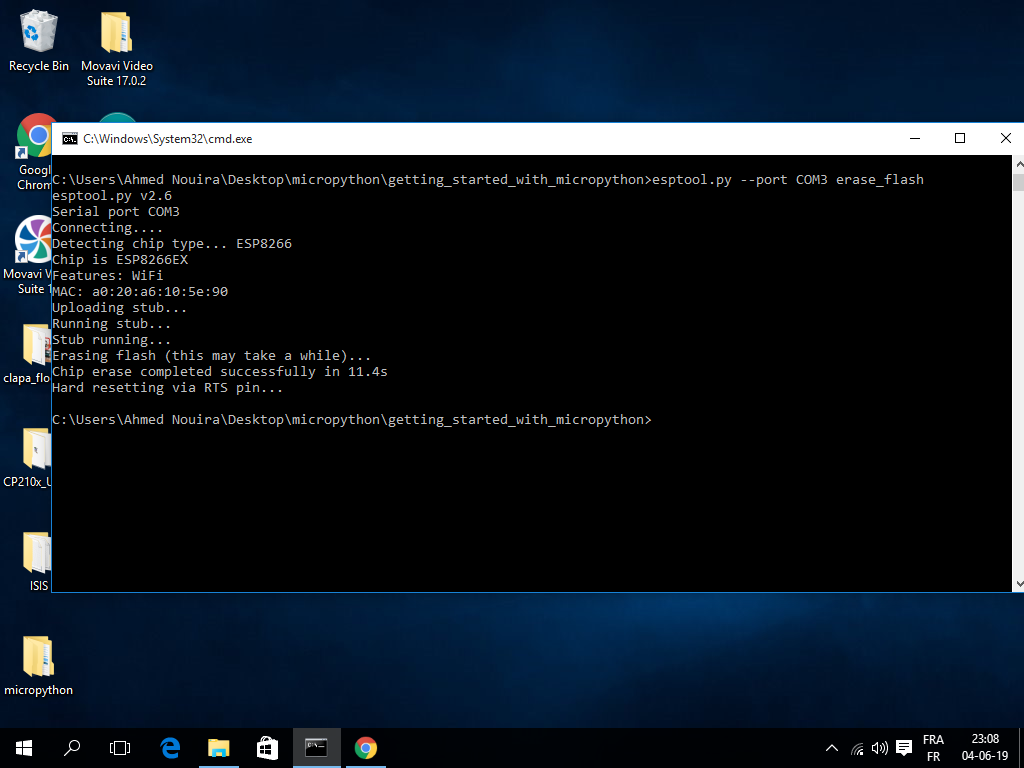 Recycle Bin
Movavi Video
Suite 17.0.2
Googl
Chrom
Movavi V
Suite 1
clapa_flo
CP210x_U
ISIS
micropython
C:\Windows\System32\cmd.exe
C:\Users\Ahmed Nouira\Desktop\micropython\getting_started_with_micropython>esptool.py --port COM3 erase_flash
esptool.py v2.6
Serial port COM3
Connecting....
Detecting chip type... ESP8266
Chip is ESP8266EX
Features: WiFi
MAC: a0:20:a6:10:5e:90
Uploading stub...
Running stub...
Stub running...
Erasing flash (this may take a while)...
Chip erase completed successfully in 11.4s
Hard resetting via RTS pin...
C:\Users\Ahmed Nouira\Desktop\micropython\getting_started_with_micropython>
FRA
FR
23:08
04-06-19